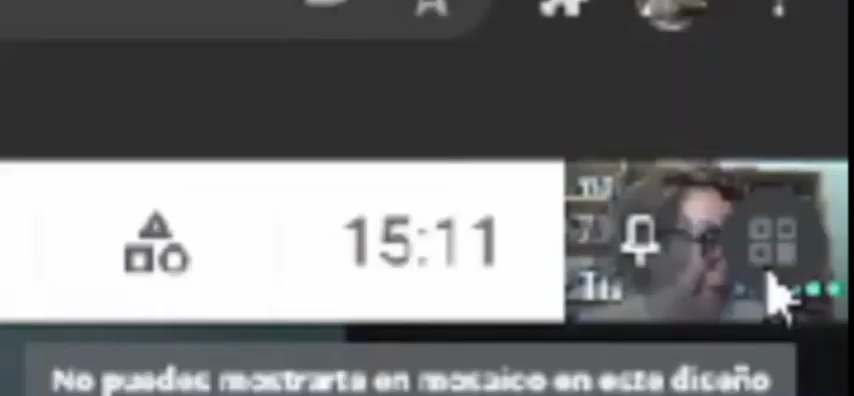 15:11
No puedes mostrarte en mosaico en este diseño